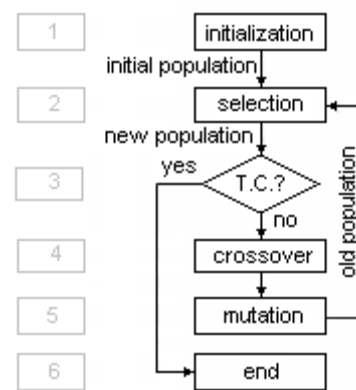 1
initialization
initial population
2
selection
new population
yes
3
T.C.?
no
old population
4
crossover
5
mutation
6
end